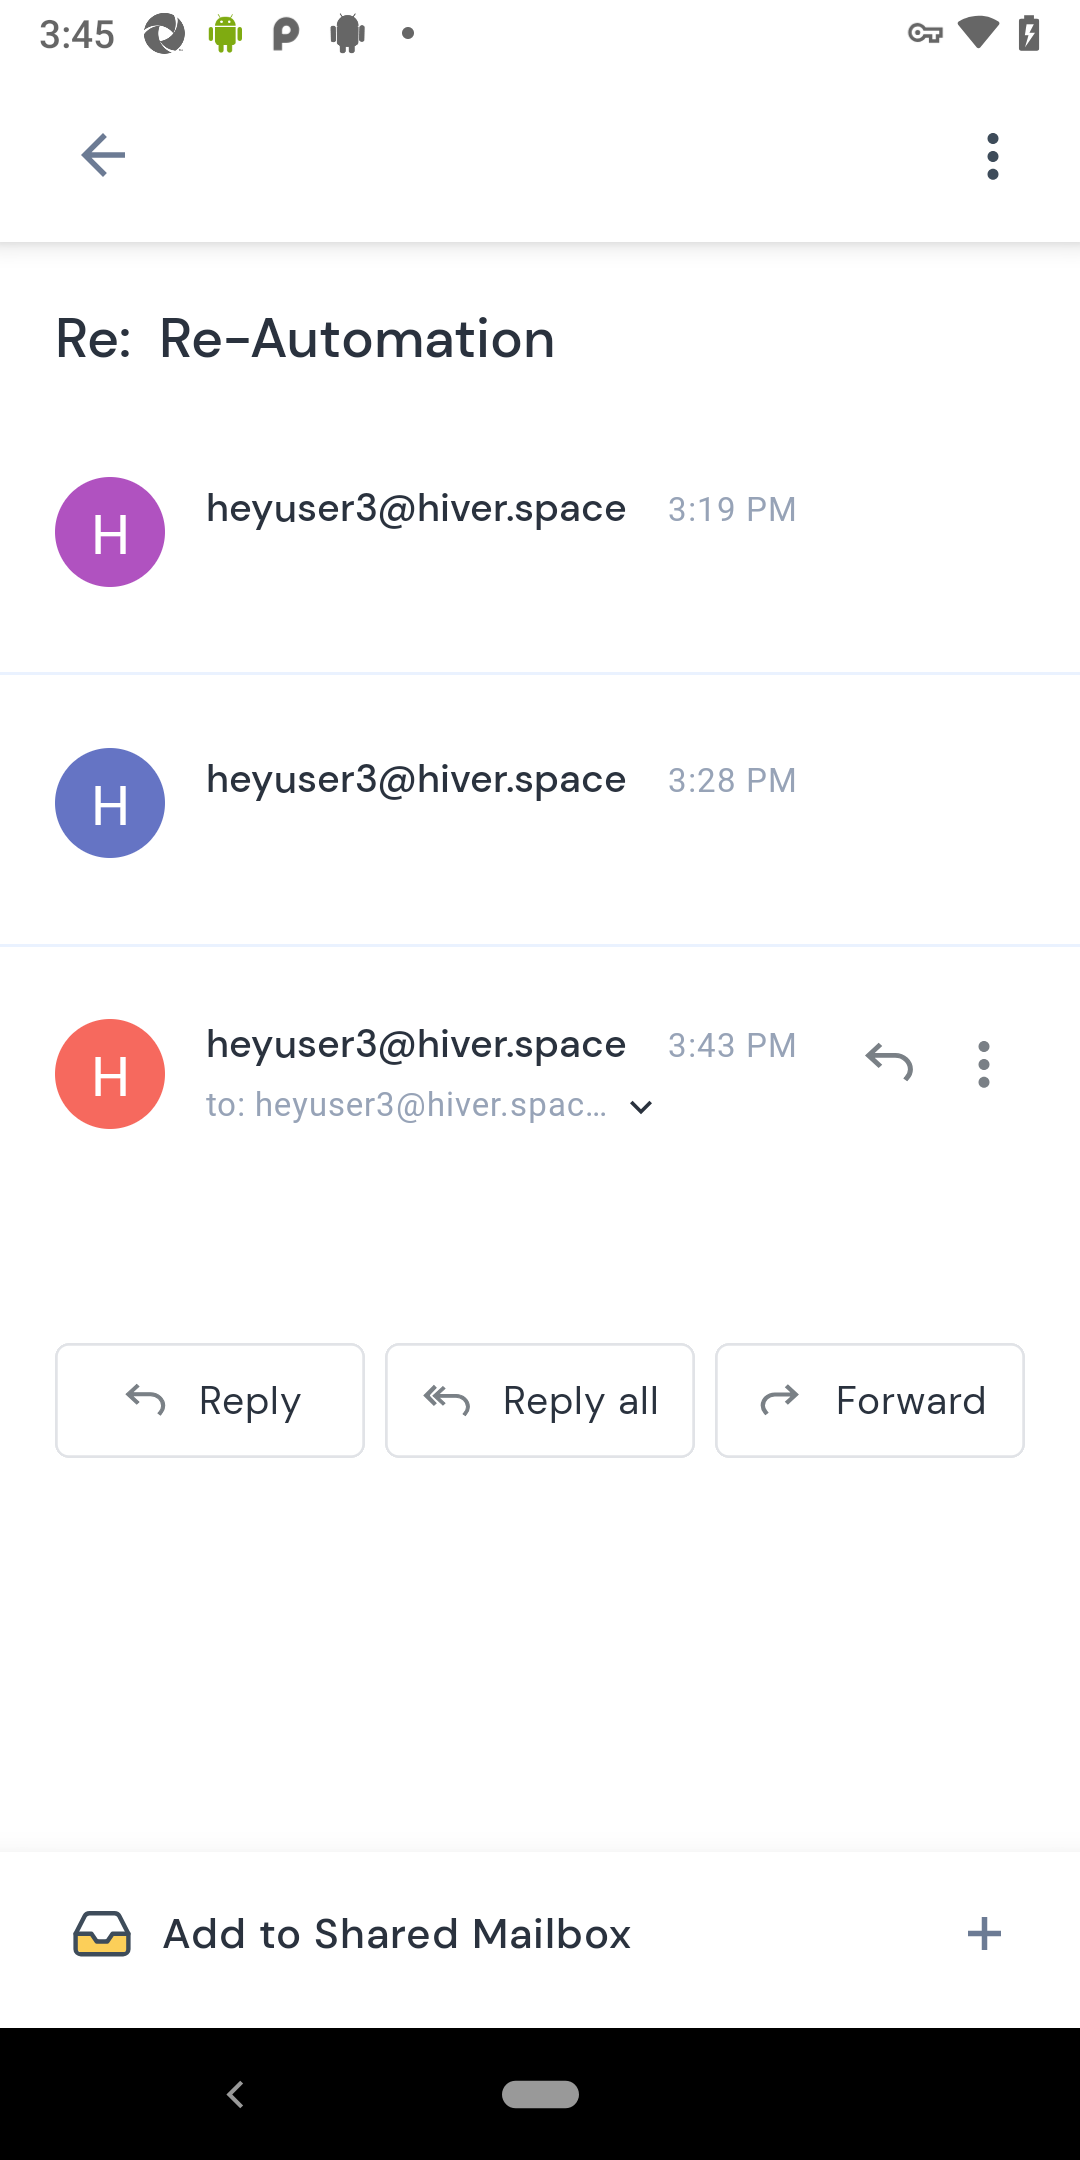 3:45
Re:  Re-Automation
H
heyuser3@hiver.space 3:19 PM
H
heyuser3@hiver.space 3:28 PM
H
heyuser3@hiver.space 3:43 PM
to: heyuser3@hiver.spac...
Reply
Reply all
Forward
Add to Shared Mailbox